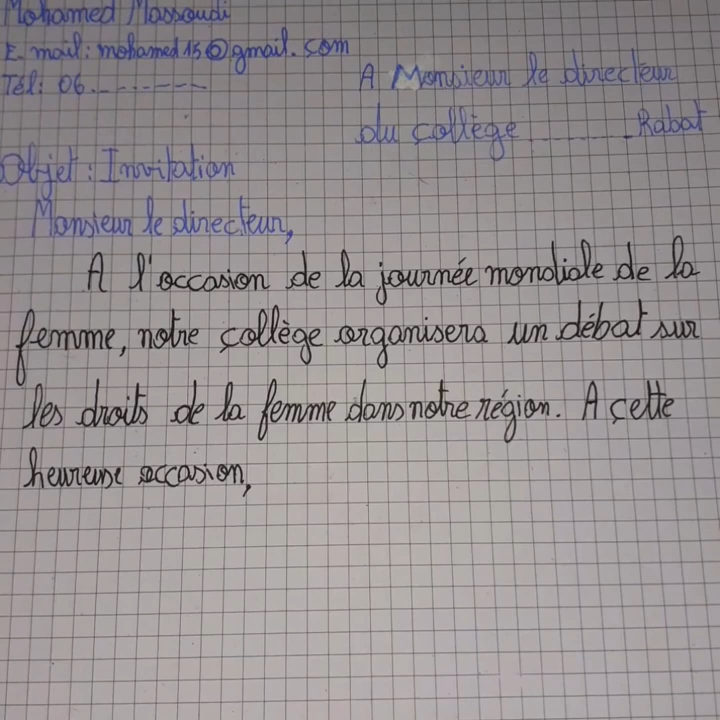 Mohamed Massoudi
E-mail: mohamed15@gmail.com
Tél: 06.--------
A Monsieur le directeur
du collège ........... Rabat
Objet : Invitation
Monsieur le directeur,
A l'occasion de la journée mondiale de la
femme, notre collège organisera un débat sur
les droits de la femme dans notre région. A cette
heureuse occasion,